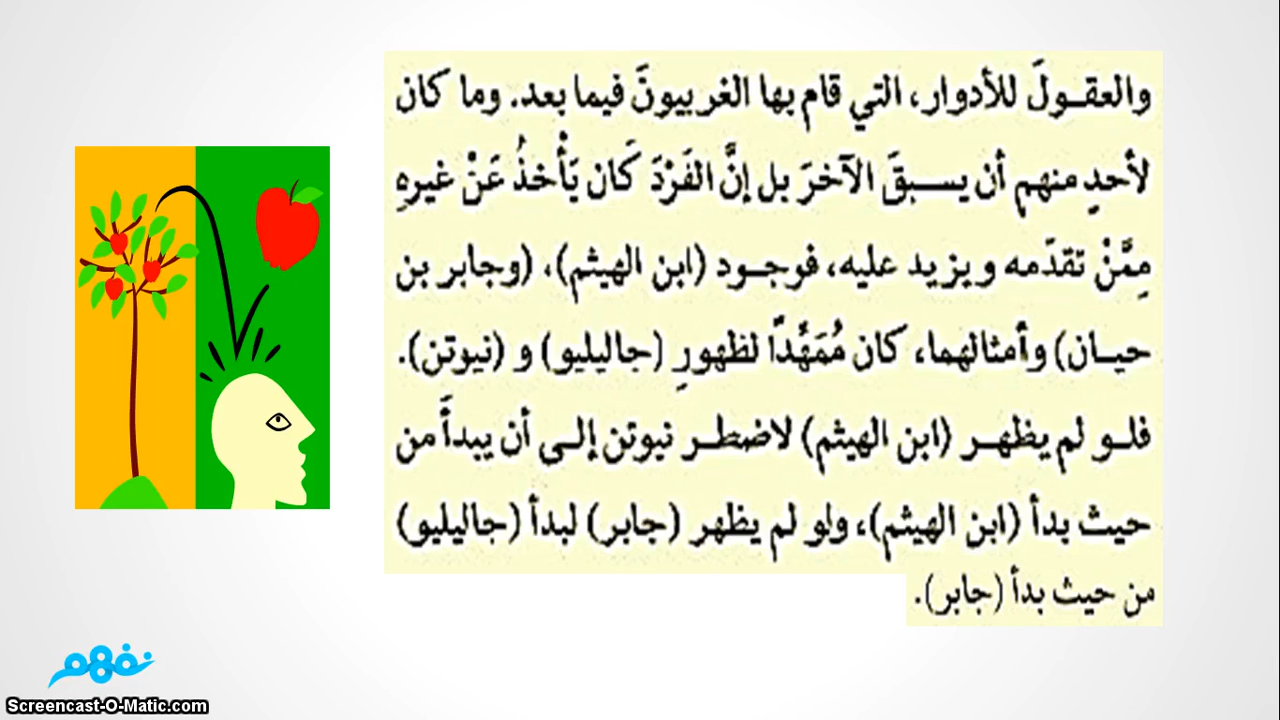 والعقـولَ للأدوار، التي قام بها الغربيونَ فيما بعد. وما كان
لأحدٍ منهم أن يسـبقَ الآخرَ بل إنَّ الفَرْدَ كَان يَأْخذُ عَنْ غيرِهِ
مِمَّنْ تقدّمه ويزيد عليه، فوجـود (ابن الهيثم)، (وجابر بن
حيـان) وأمثالهما، كان مُمَهِّدًا لظهورِ (جاليليو) و (نيوتن).
فلـو لم يظهـر (ابن الهيثم) لاضطـر نيوتن إلـى أن يبدأَ من
حيث بدأ (ابن الهيثم)، ولو لم يظهر (جابر) لبدأ (جاليليو)
من حيث بدأ (جابر).
نفهم
Screencast-O-Matic.com